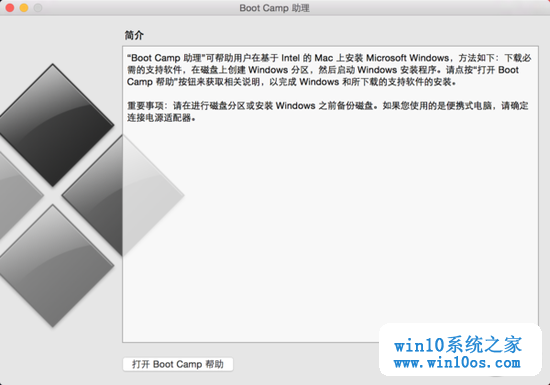 Boot Camp 助理
简介
“Boot Camp 助理”可帮助用户在基于 Intel 的 Mac 上安装 Microsoft Windows，方法如下：下载必
需的支持软件，在磁盘上创建 Windows 分区，然后启动 Windows 安装程序。请点按“打开 Boot
Camp 帮助”按钮来获取相关说明，以完成 Windows 和所下载的支持软件的安装。
重要事项：请在进行磁盘分区或安装 Windows 之前备份磁盘。如果您使用的是便携式电脑，请确定
连接电源适配器。
打开 Boot Camp 帮助
win10系统之家
www.win10os.com